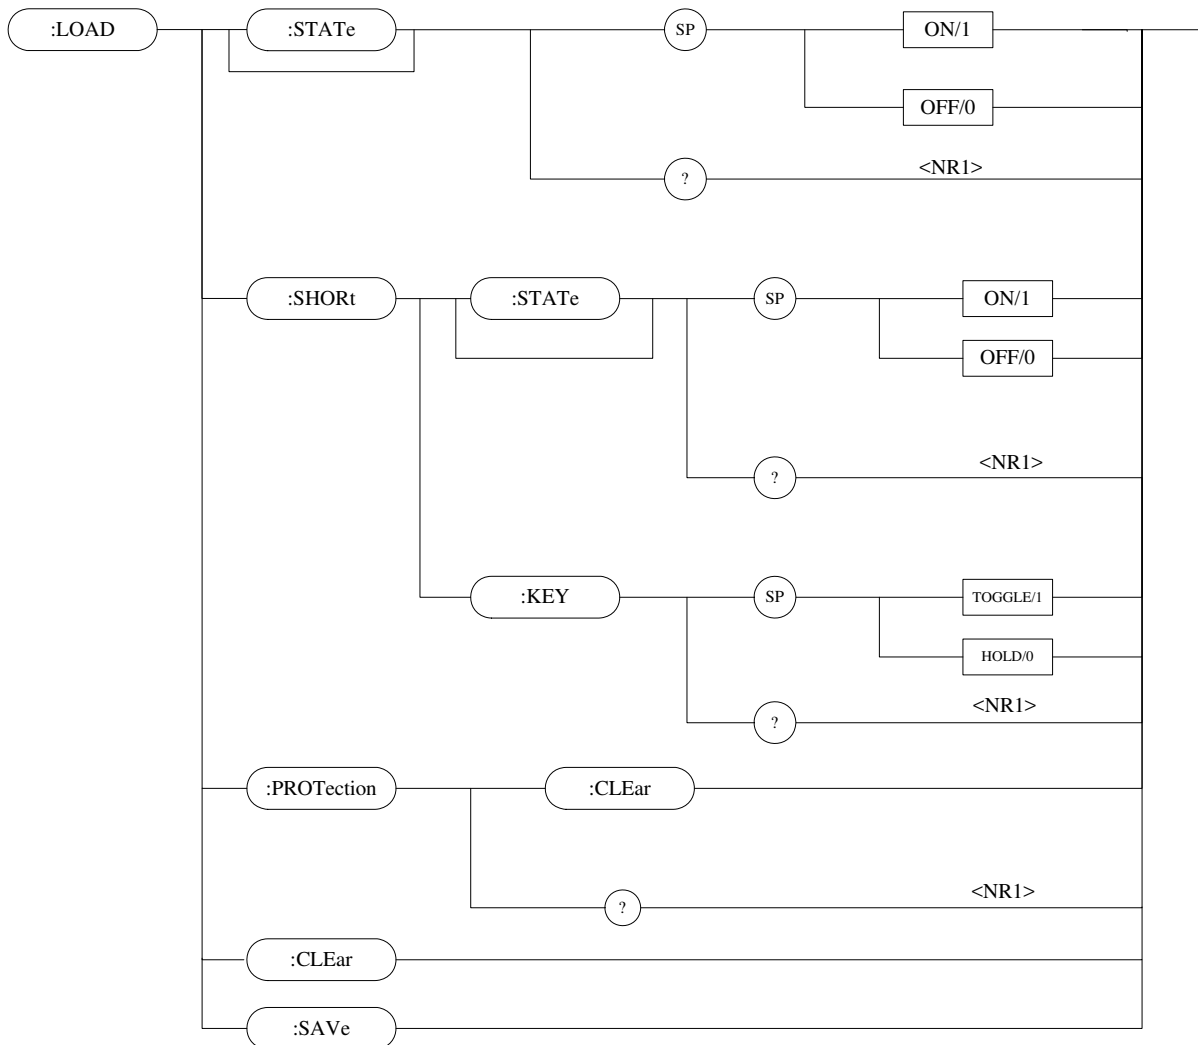 :LOAD
:STATe
SP
ON/1
OFF/0
?
<NR1>
:SHORt
:STATe
SP
ON/1
OFF/0
?
<NR1>
:KEY
SP
TOGGLE/1
HOLD/0
?
<NR1>
:PROTection
:CLEar
?
<NR1>
:CLEar
:SAVe